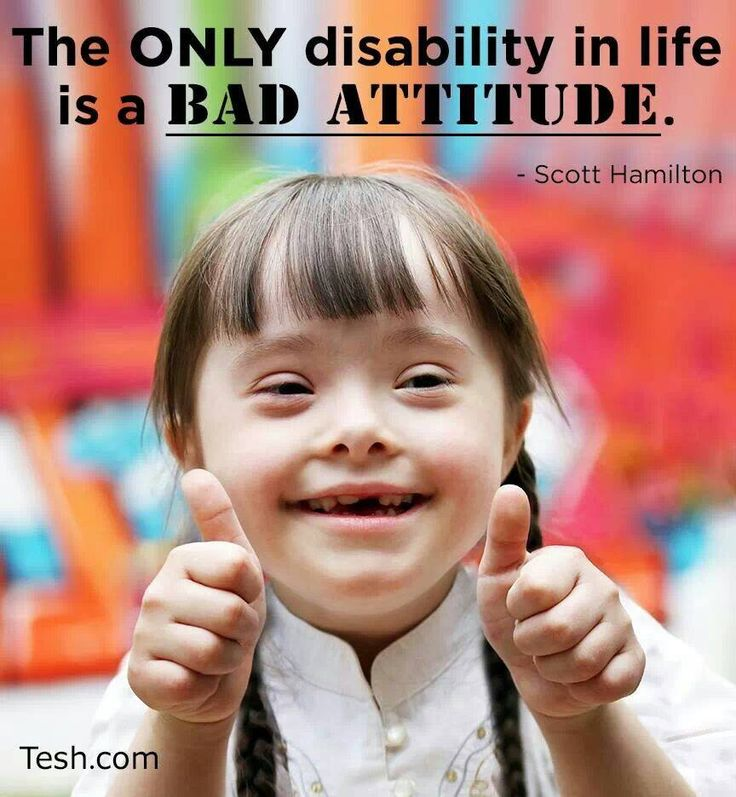 The ONLY disability in life
is a BAD ATTITUDE.
- Scott Hamilton
Tesh.com